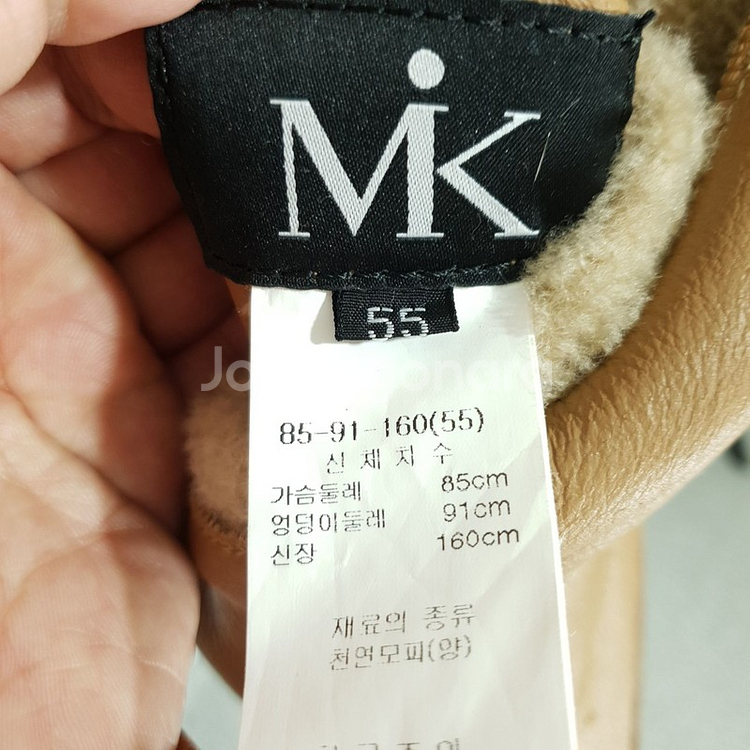 MiK
55
85-91-160(55)
신체치수
가슴둘레 85cm
엉덩이둘레 91cm
신장 160cm
재료의 종류
천연모피(양)